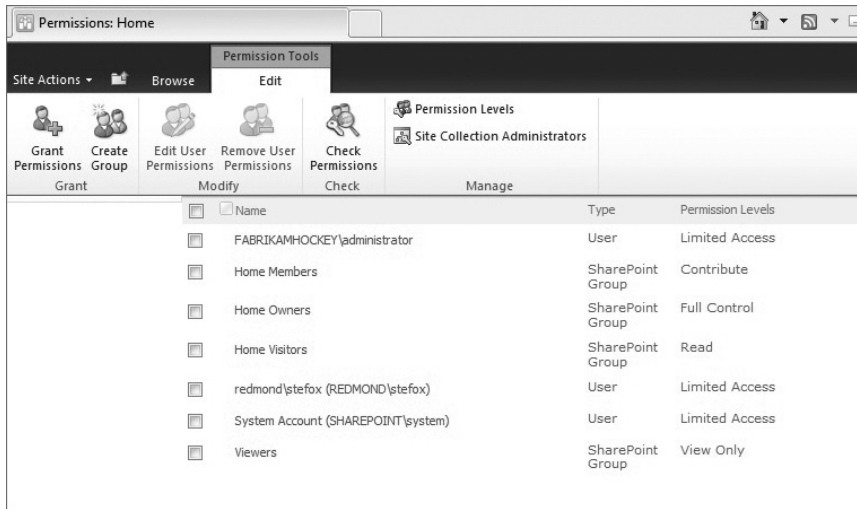 Permissions: Home
Permission Tools
Site Actions Browse Edit
Permission Levels
Site Collection Administrators
Grant Permissions
Create Group
Edit User Permissions
Remove User Permissions
Check Permissions
Grant Modify Check Manage
Name Type Permission Levels
FABRIKAMHOCKEY\administrator User Limited Access
Home Members SharePoint Group Contribute
Home Owners SharePoint Group Full Control
Home Visitors SharePoint Group Read
redmond\stefox (REDMOND\stefox) User Limited Access
System Account (SHAREPOINT\system) User Limited Access
Viewers SharePoint Group View Only